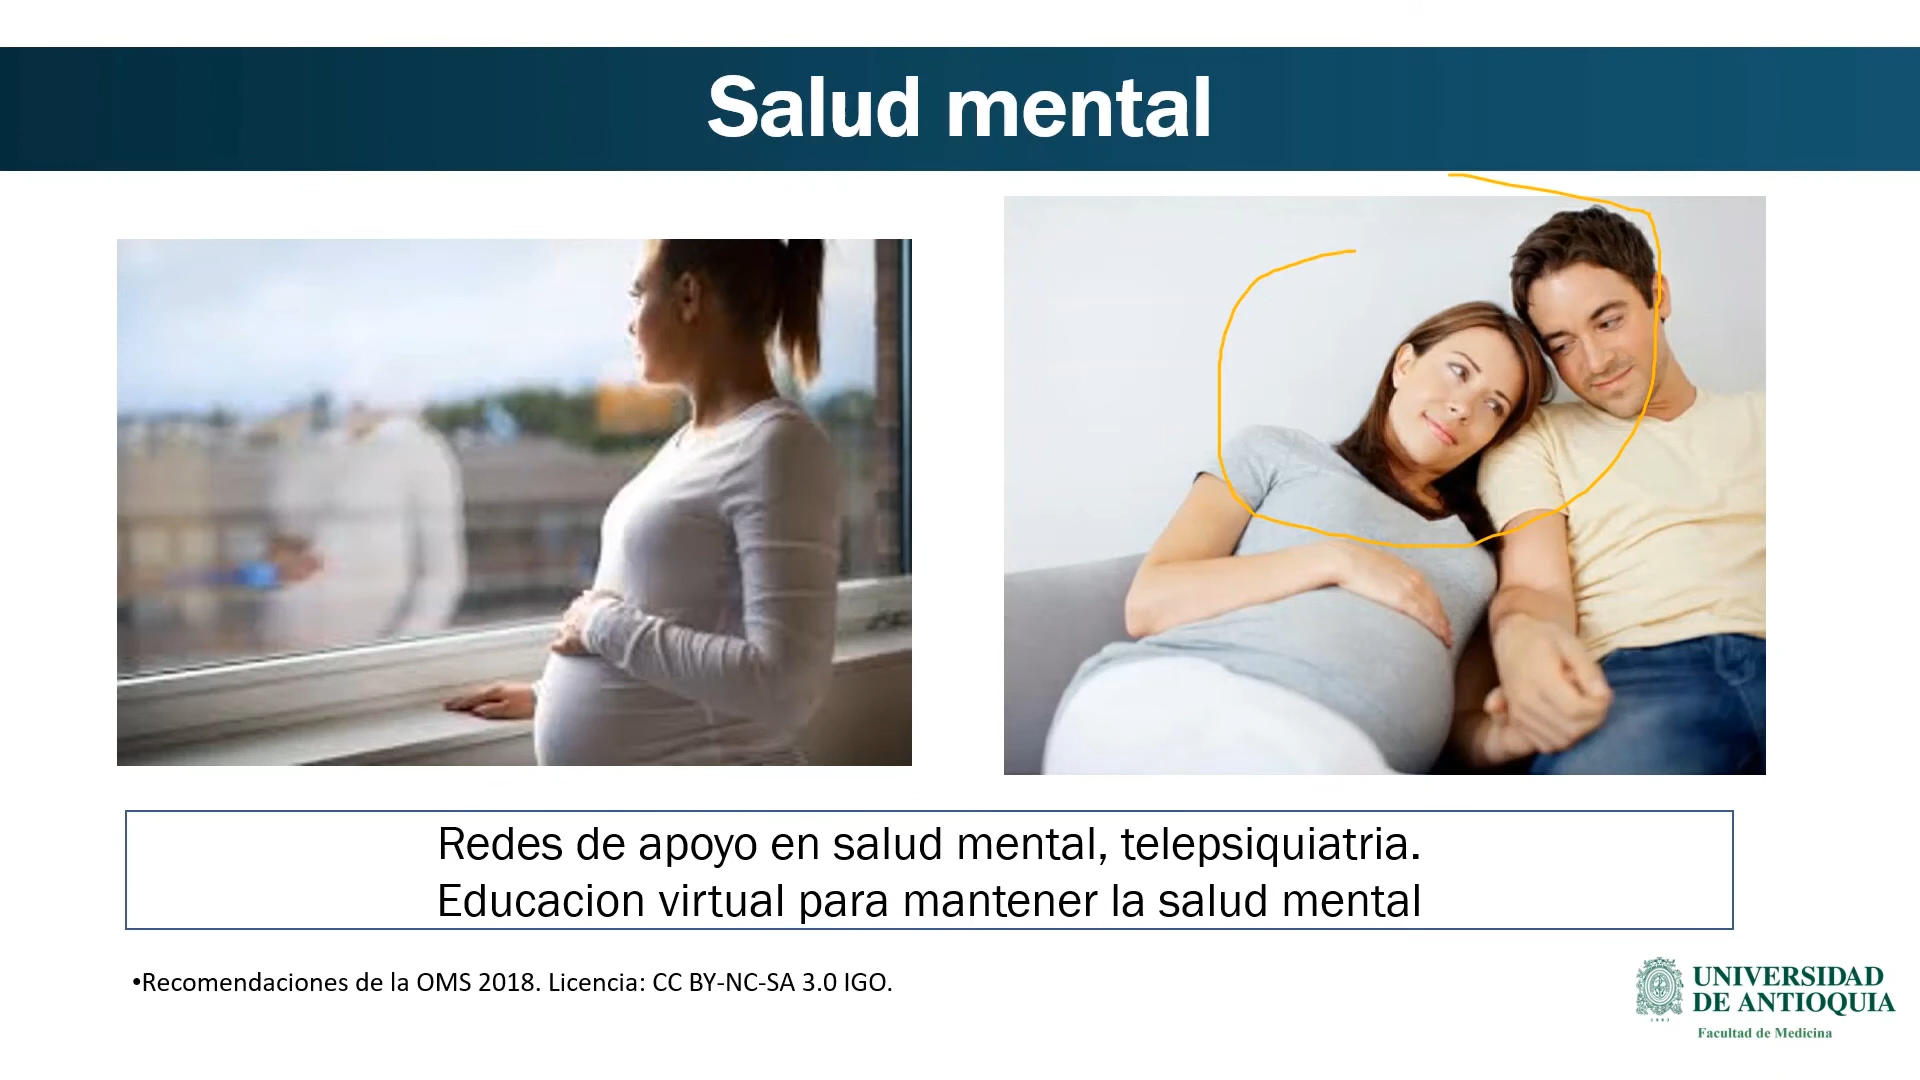 Salud mental
Redes de apoyo en salud mental, telepsiquiatria.
Educacion virtual para mantener la salud mental
•Recomendaciones de la OMS 2018. Licencia: CC BY-NC-SA 3.0 IGO.
UNIVERSIDAD
DE ANTIOQUIA
1803
Facultad de Medicina